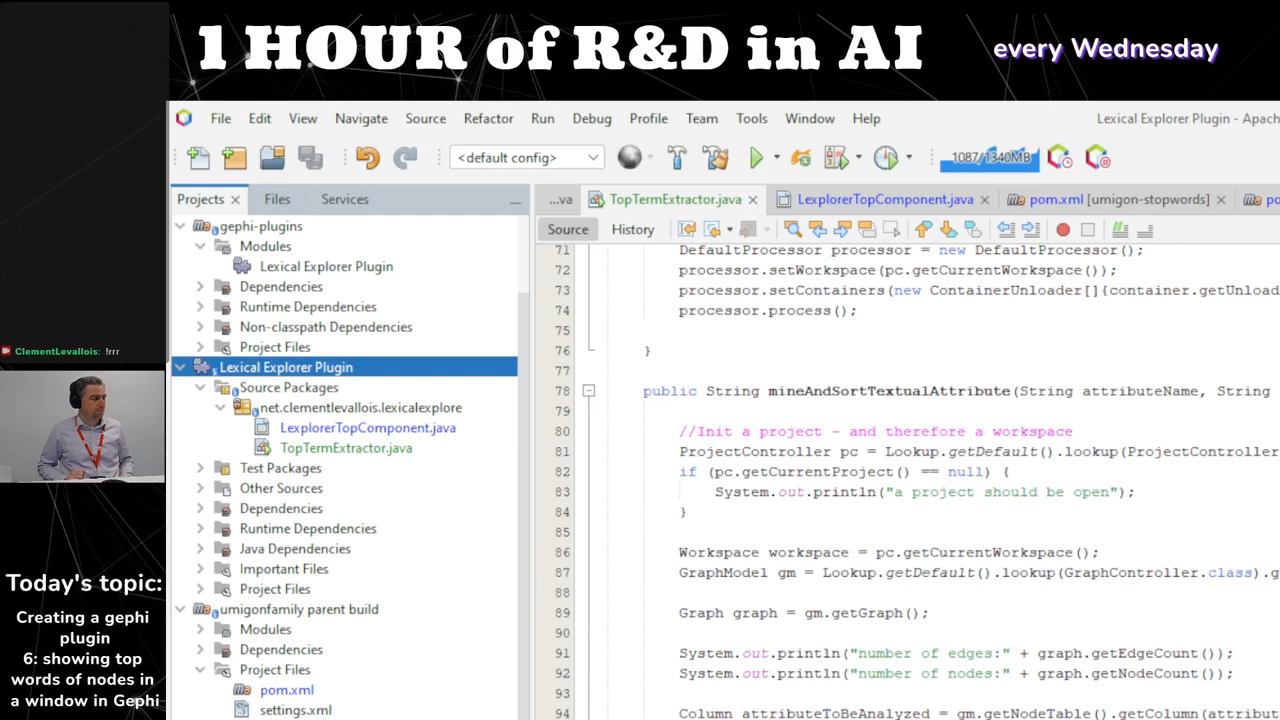 1 HOUR of R&D in AI
every Wednesday
File Edit View Navigate Source Refactor Run Debug Profile Team Tools Window Help
Lexical Explorer Plugin - Apac
<default config>
1087/1340MB
Projects Files Services
...va TopTermExtractor.java LexplorerTopComponent.java pom.xml [umigon-stopwords] po
Source History
gephi-plugins
Modules
Lexical Explorer Plugin
Dependencies
Runtime Dependencies
Non-classpath Dependencies
Project Files
Lexical Explorer Plugin
Source Packages
net.clementlevallois.lexicalexplore
LexplorerTopComponent.java
TopTermExtractor.java
Test Packages
Other Sources
Dependencies
Runtime Dependencies
Java Dependencies
Important Files
Project Files
umigonfamily parent build
Modules
Dependencies
Project Files
pom.xml
settings.xml
71 DefaultProcessor processor = new DefaultProcessor();
72 processor.setWorkspace(pc.getCurrentWorkspace());
73 processor.setContainers(new ContainerUnloader[]{container.getUnload
74 processor.process();
75
76 }
77
78 public String mineAndSortTextualAttribute(String attributeName, String
79
80 //Init a project - and therefore a workspace
81 ProjectController pc = Lookup.getDefault().lookup(ProjectController
82 if (pc.getCurrentProject() == null) {
83 System.out.println("a project should be open");
84 }
85
86 Workspace workspace = pc.getCurrentWorkspace();
87 GraphModel gm = Lookup.getDefault().lookup(GraphController.class).g
88
89 Graph graph = gm.getGraph();
90
91 System.out.println("number of edges:" + graph.getEdgeCount());
92 System.out.println("number of nodes:" + graph.getNodeCount());
93
94 Column attributeToBeAnalyzed = gm.getNodeTable().getColumn(attribut
ClementLevallois: !rrr
Today's topic:
Creating a gephi
plugin
6: showing top
words of nodes in
a window in Gephi